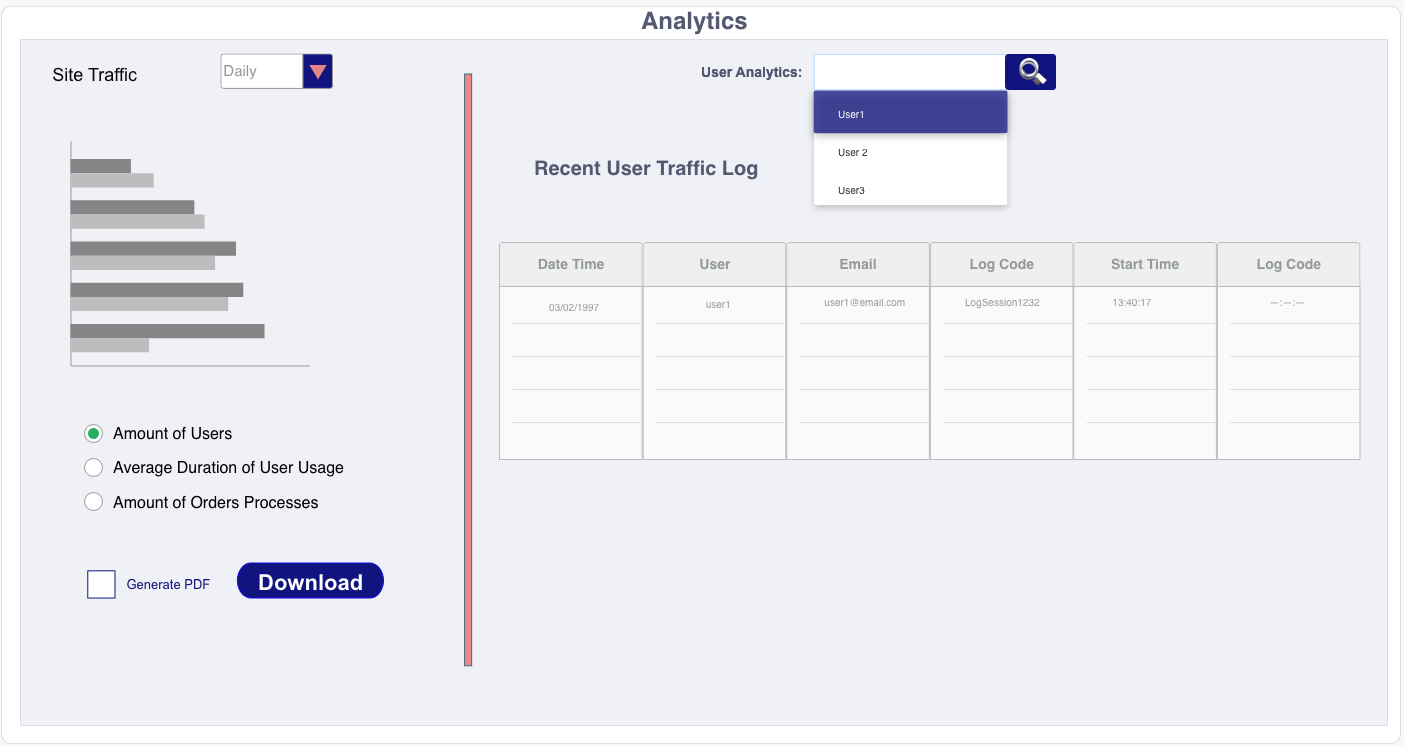 Analytics
Site Traffic
Daily
User Analytics:
User1
User 2
User3
Recent User Traffic Log
Date Time User Email Log Code Start Time Log Code
03/02/1997 user1 user1@email.com LogSession1232 13:40:17 —:—:—
Amount of Users
Average Duration of User Usage
Amount of Orders Processes
Generate PDF
Download